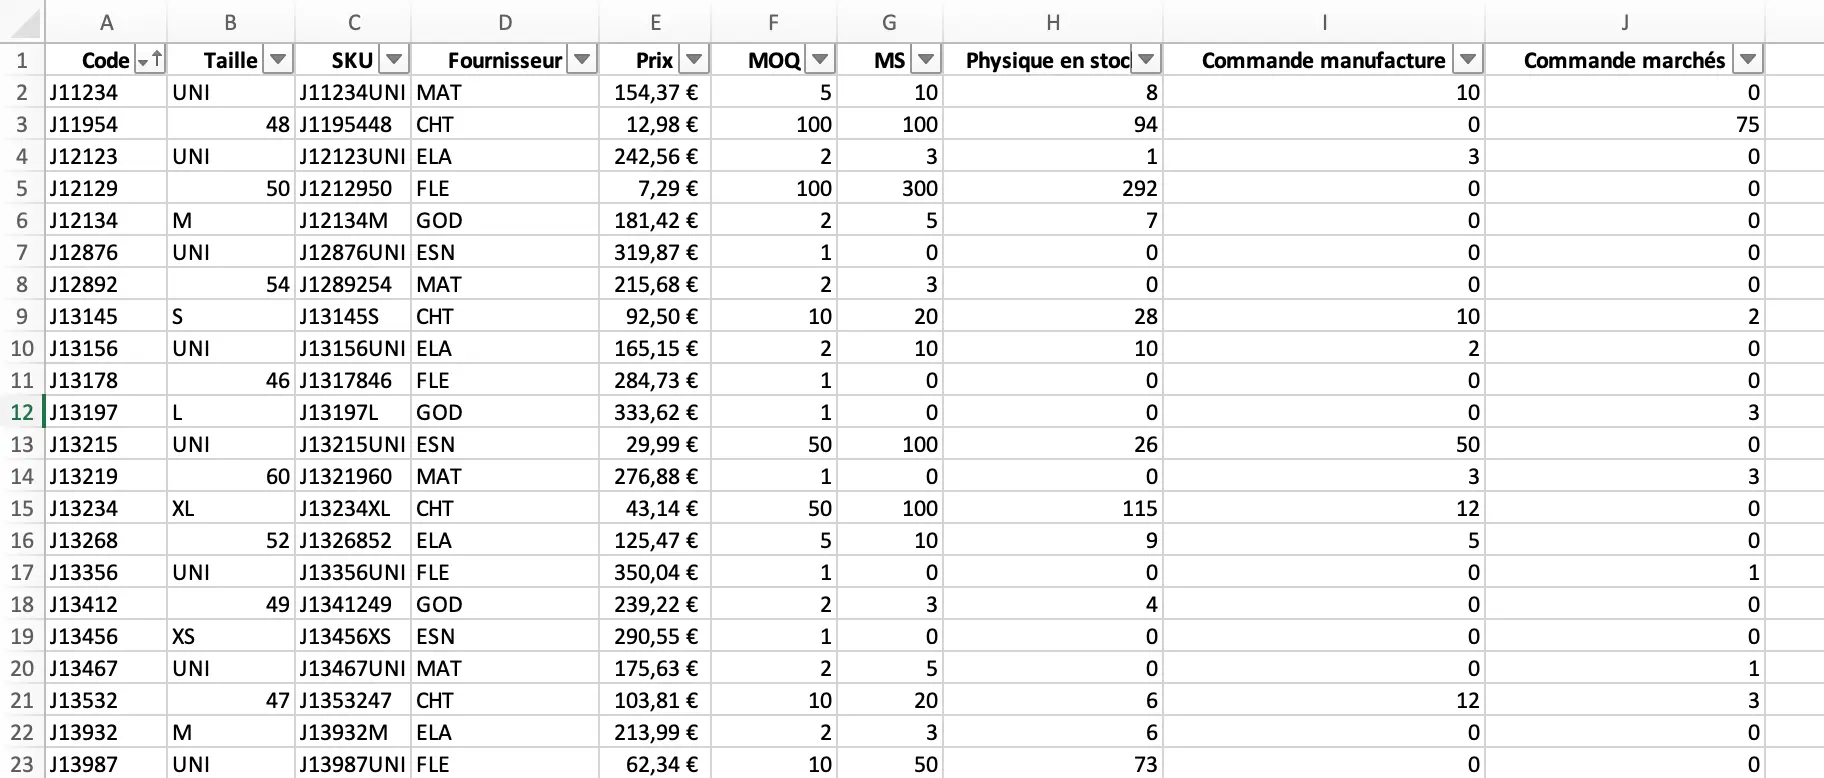 A B C D E F G H I J
1 Code Taille SKU Fournisseur Prix MOQ MS Physique en stoc Commande manufacture Commande marchés
2 J11234 UNI J11234UNI MAT 154,37 € 5 10 8 10 0
3 J11954 48 J1195448 CHT 12,98 € 100 100 94 0 75
4 J12123 UNI J12123UNI ELA 242,56 € 2 3 1 3 0
5 J12129 50 J1212950 FLE 7,29 € 100 300 292 0 0
6 J12134 M J12134M GOD 181,42 € 2 5 7 0 0
7 J12876 UNI J12876UNI ESN 319,87 € 1 0 0 0 0
8 J12892 54 J1289254 MAT 215,68 € 2 3 0 0 0
9 J13145 S J13145S CHT 92,50 € 10 20 28 10 2
10 J13156 UNI J13156UNI ELA 165,15 € 2 10 10 2 0
11 J13178 46 J1317846 FLE 284,73 € 1 0 0 0 0
12 J13197 L J13197L GOD 333,62 € 1 0 0 0 3
13 J13215 UNI J13215UNI ESN 29,99 € 50 100 26 50 0
14 J13219 60 J1321960 MAT 276,88 € 1 0 0 3 3
15 J13234 XL J13234XL CHT 43,14 € 50 100 115 12 0
16 J13268 52 J1326852 ELA 125,47 € 5 10 9 5 0
17 J13356 UNI J13356UNI FLE 350,04 € 1 0 0 0 1
18 J13412 49 J1341249 GOD 239,22 € 2 3 4 0 0
19 J13456 XS J13456XS ESN 290,55 € 1 0 0 0 0
20 J13467 UNI J13467UNI MAT 175,63 € 2 5 0 0 1
21 J13532 47 J1353247 CHT 103,81 € 10 20 6 12 3
22 J13932 M J13932M ELA 213,99 € 2 3 6 0 0
23 J13987 UNI J13987UNI FLE 62,34 € 10 50 73 0 0